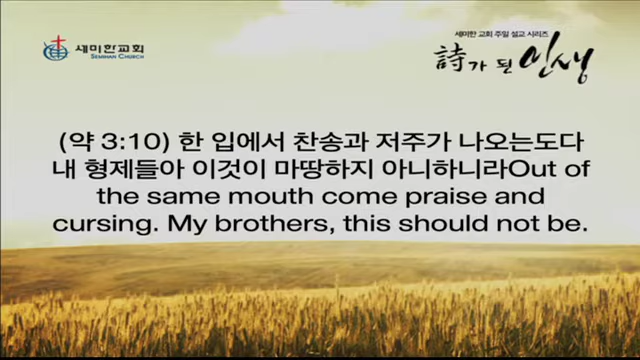 세미한교회
SEMIHAN CHURCH
세미한 교회 주일 설교 시리즈
詩가 된 인생
(약 3:10) 한 입에서 찬송과 저주가 나오는도다
내 형제들아 이것이 마땅하지 아니하니라Out of
the same mouth come praise and
cursing. My brothers, this should not be.